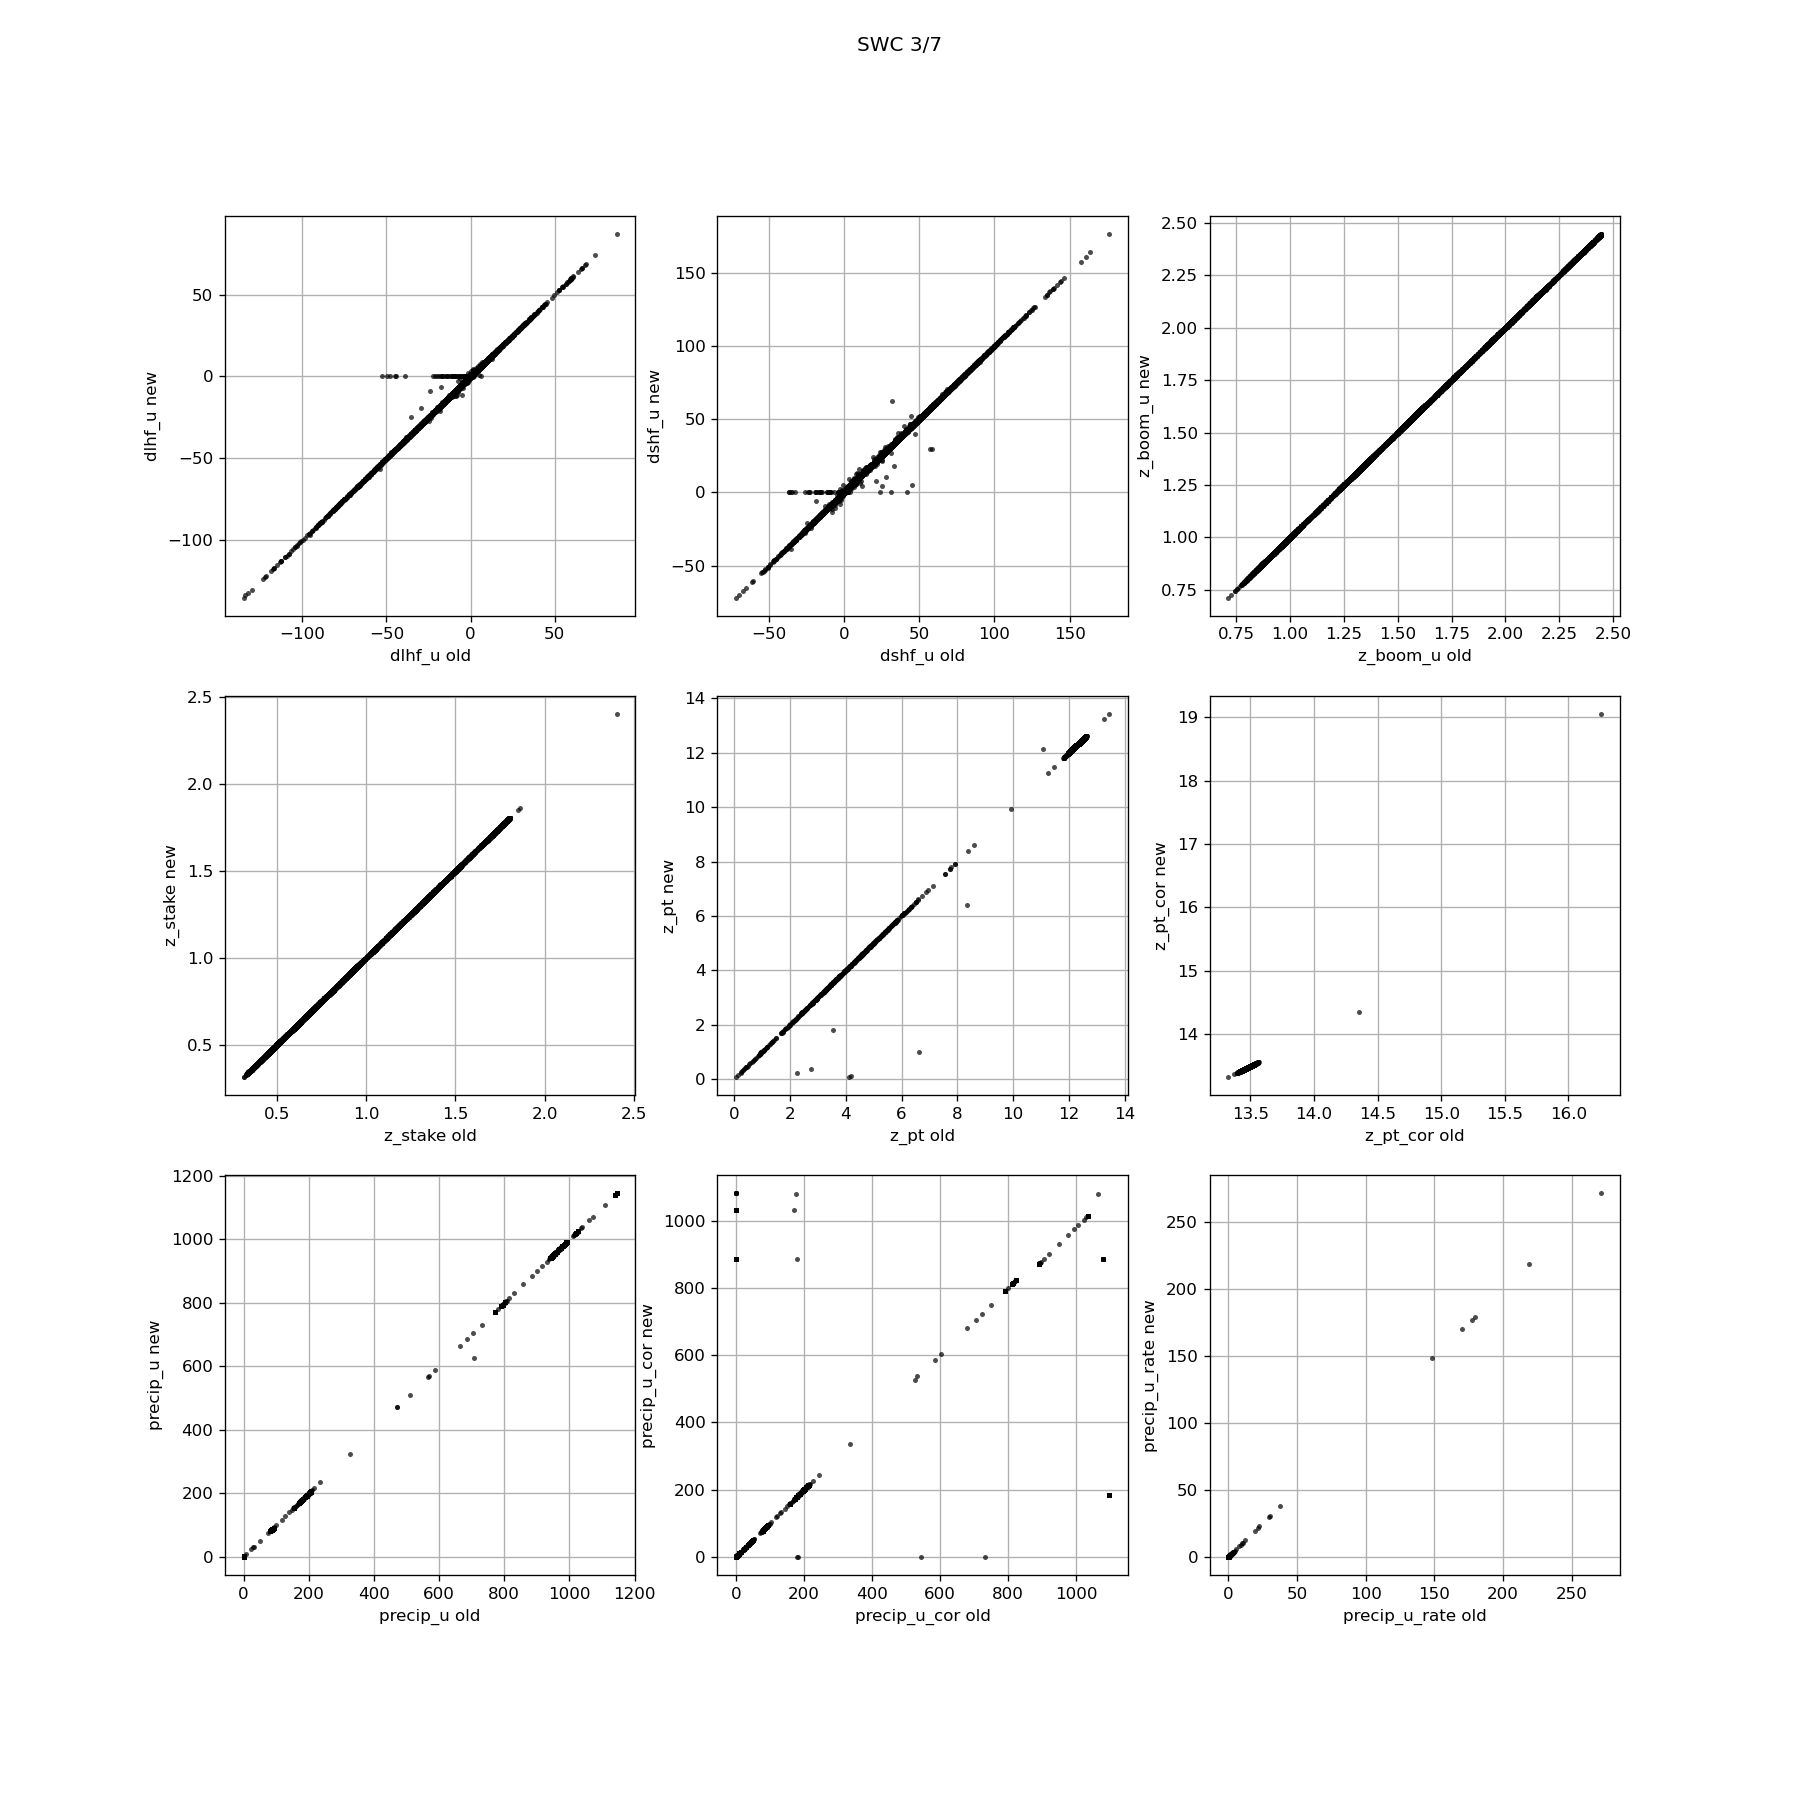 SWC 3/7
50
0
−50
−100
dlhf_u new
−100 −50 0 50
dlhf_u old
150
100
50
0
−50
dshf_u new
−50 0 50 100 150
dshf_u old
2.50
2.25
2.00
1.75
1.50
1.25
1.00
0.75
z_boom_u new
0.75 1.00 1.25 1.50 1.75 2.00 2.25 2.50
z_boom_u old
2.5
2.0
1.5
1.0
0.5
z_stake new
0.5 1.0 1.5 2.0 2.5
z_stake old
14
12
10
8
6
4
2
0
z_pt new
0 2 4 6 8 10 12 14
z_pt old
19
18
17
16
15
14
z_pt_cor new
13.5 14.0 14.5 15.0 15.5 16.0
z_pt_cor old
1200
1000
800
600
400
200
0
precip_u new
0 200 400 600 800 1000 1200
precip_u old
1000
800
600
400
200
0
precip_u_cor new
0 200 400 600 800 1000
precip_u_cor old
250
200
150
100
50
0
precip_u_rate new
0 50 100 150 200 250
precip_u_rate old